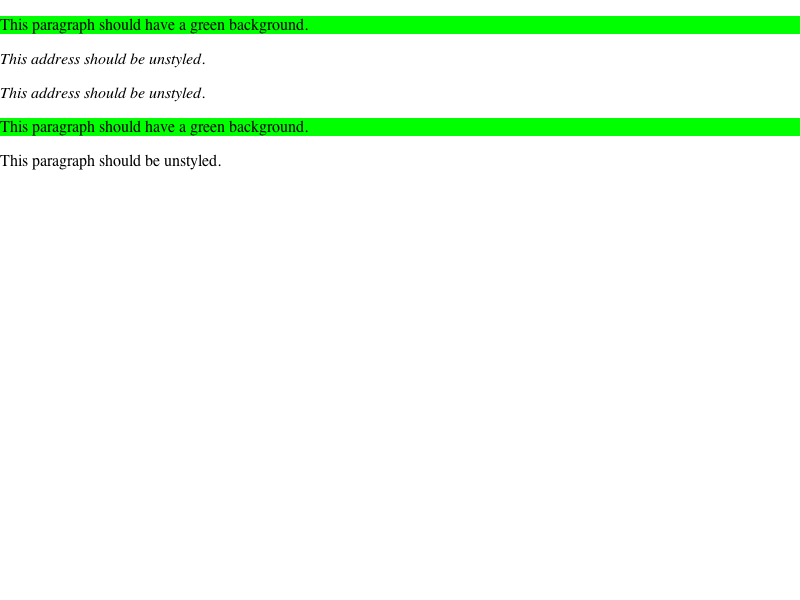 This paragraph should have a green background.
This address should be unstyled.
This address should be unstyled.
This paragraph should have a green background.
This paragraph should be unstyled.